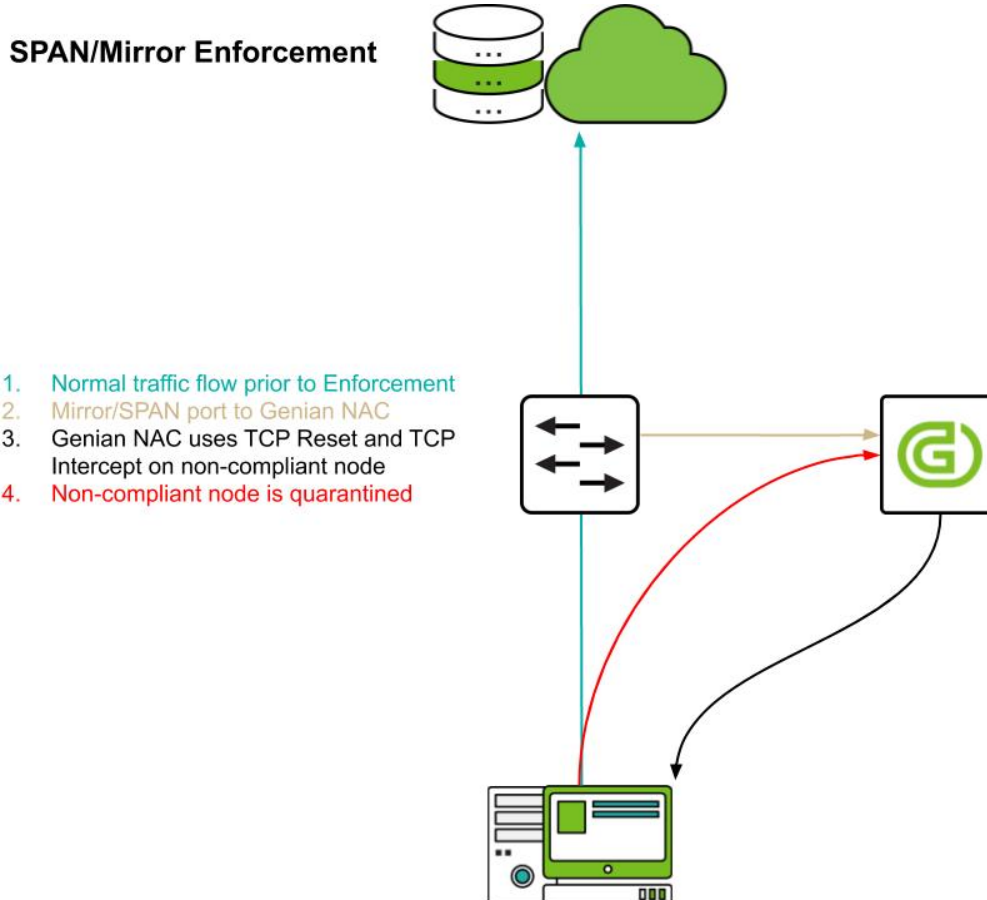 SPAN/Mirror Enforcement
1. Normal traffic flow prior to Enforcement
2. Mirror/SPAN port to Genian NAC
3. Genian NAC uses TCP Reset and TCP
Intercept on non-compliant node
4. Non-compliant node is quarantined